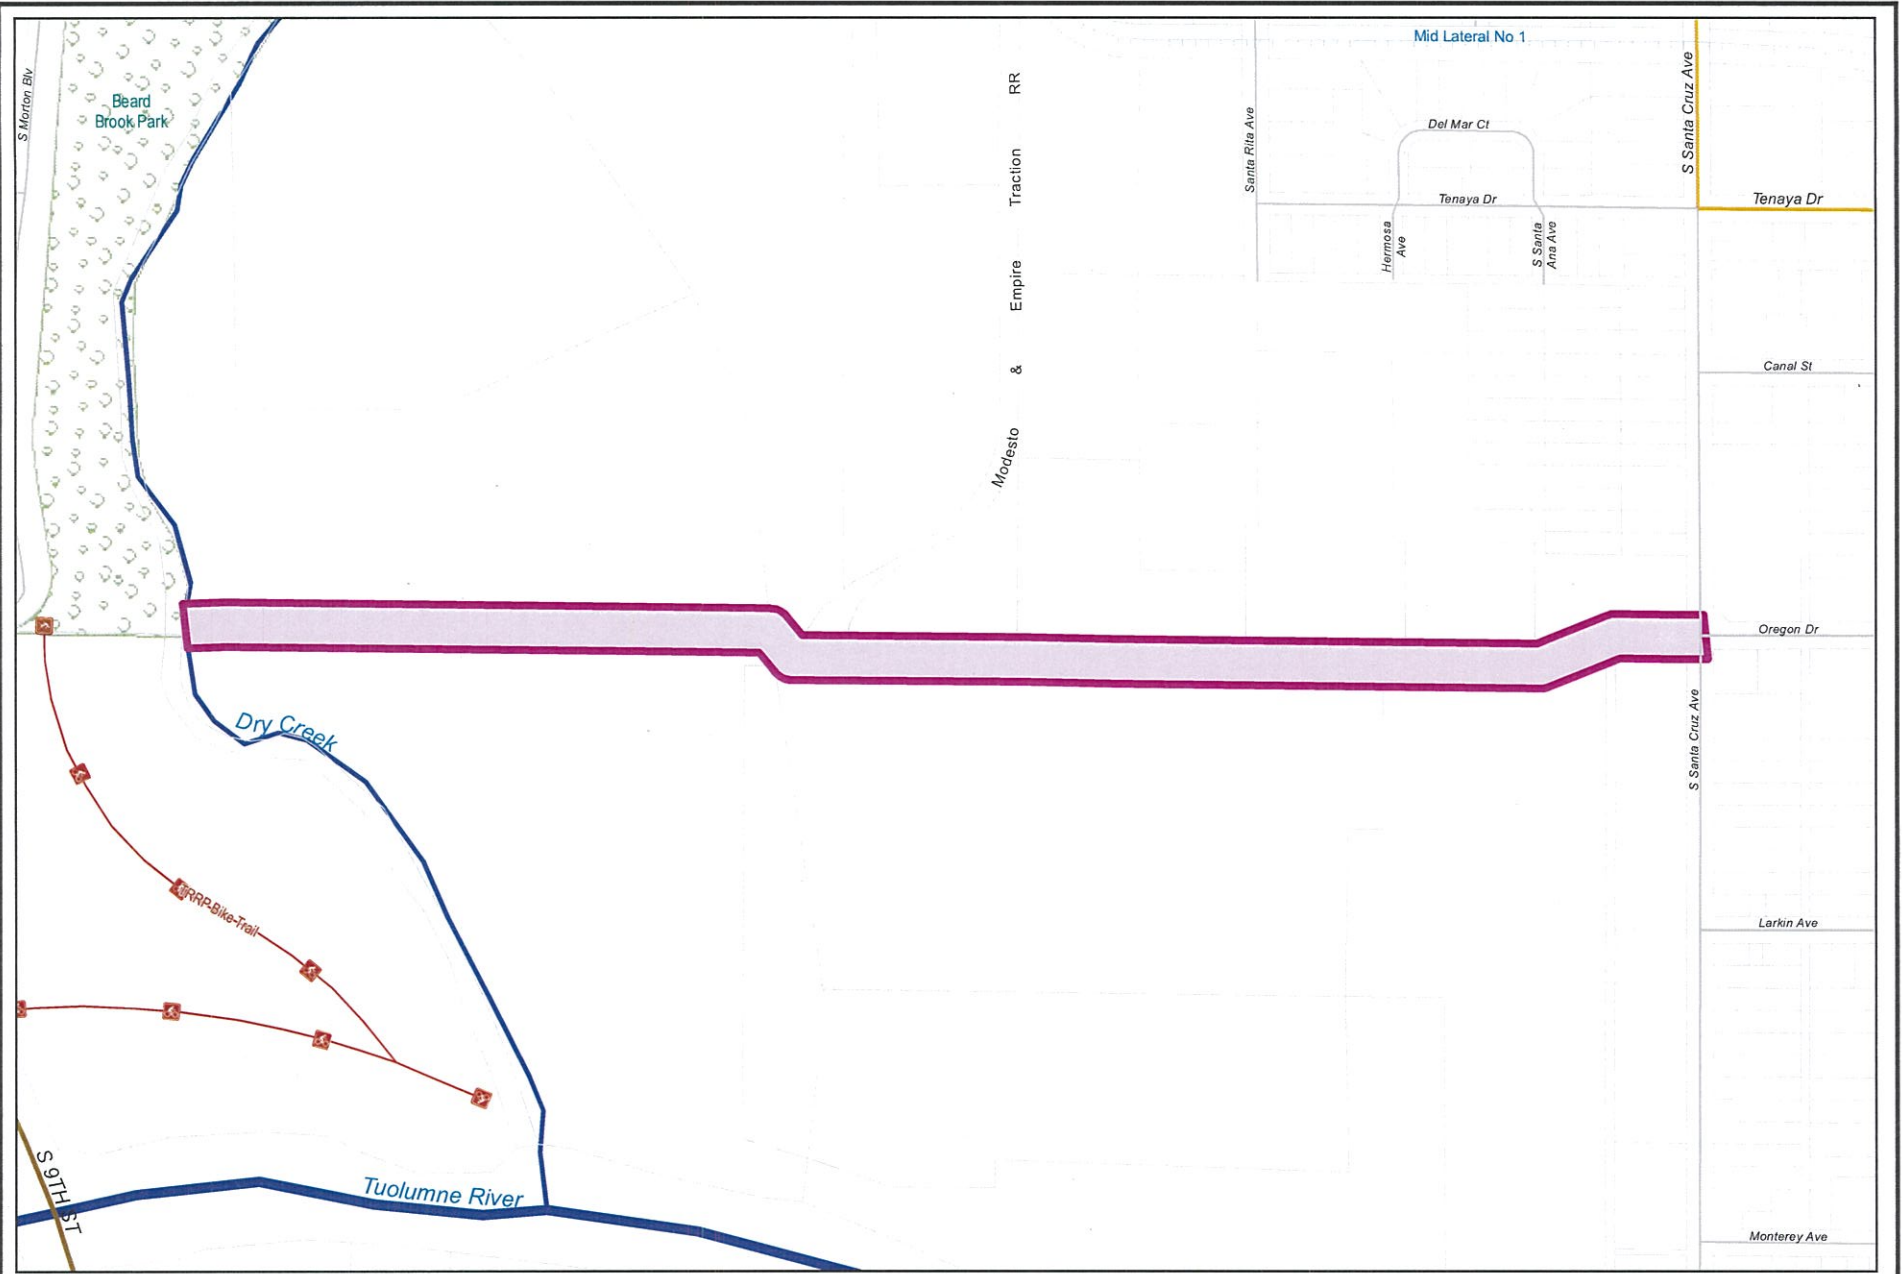 Mid Lateral No 1
S Morton Blv
Beard
Brook Park
RR
Traction
Empire
&
Modesto
Santa Rita Ave
Del Mar Ct
S Santa Cruz Ave
Tenaya Dr
Tenaya Dr
Hermosa
Ave
S Santa
Ana Ave
Canal St
Oregon Dr
S Santa Cruz Ave
Dry Creek
TRRP-Bike-Trail
Larkin Ave
S 9TH ST
Tuolumne River
Monterey Ave